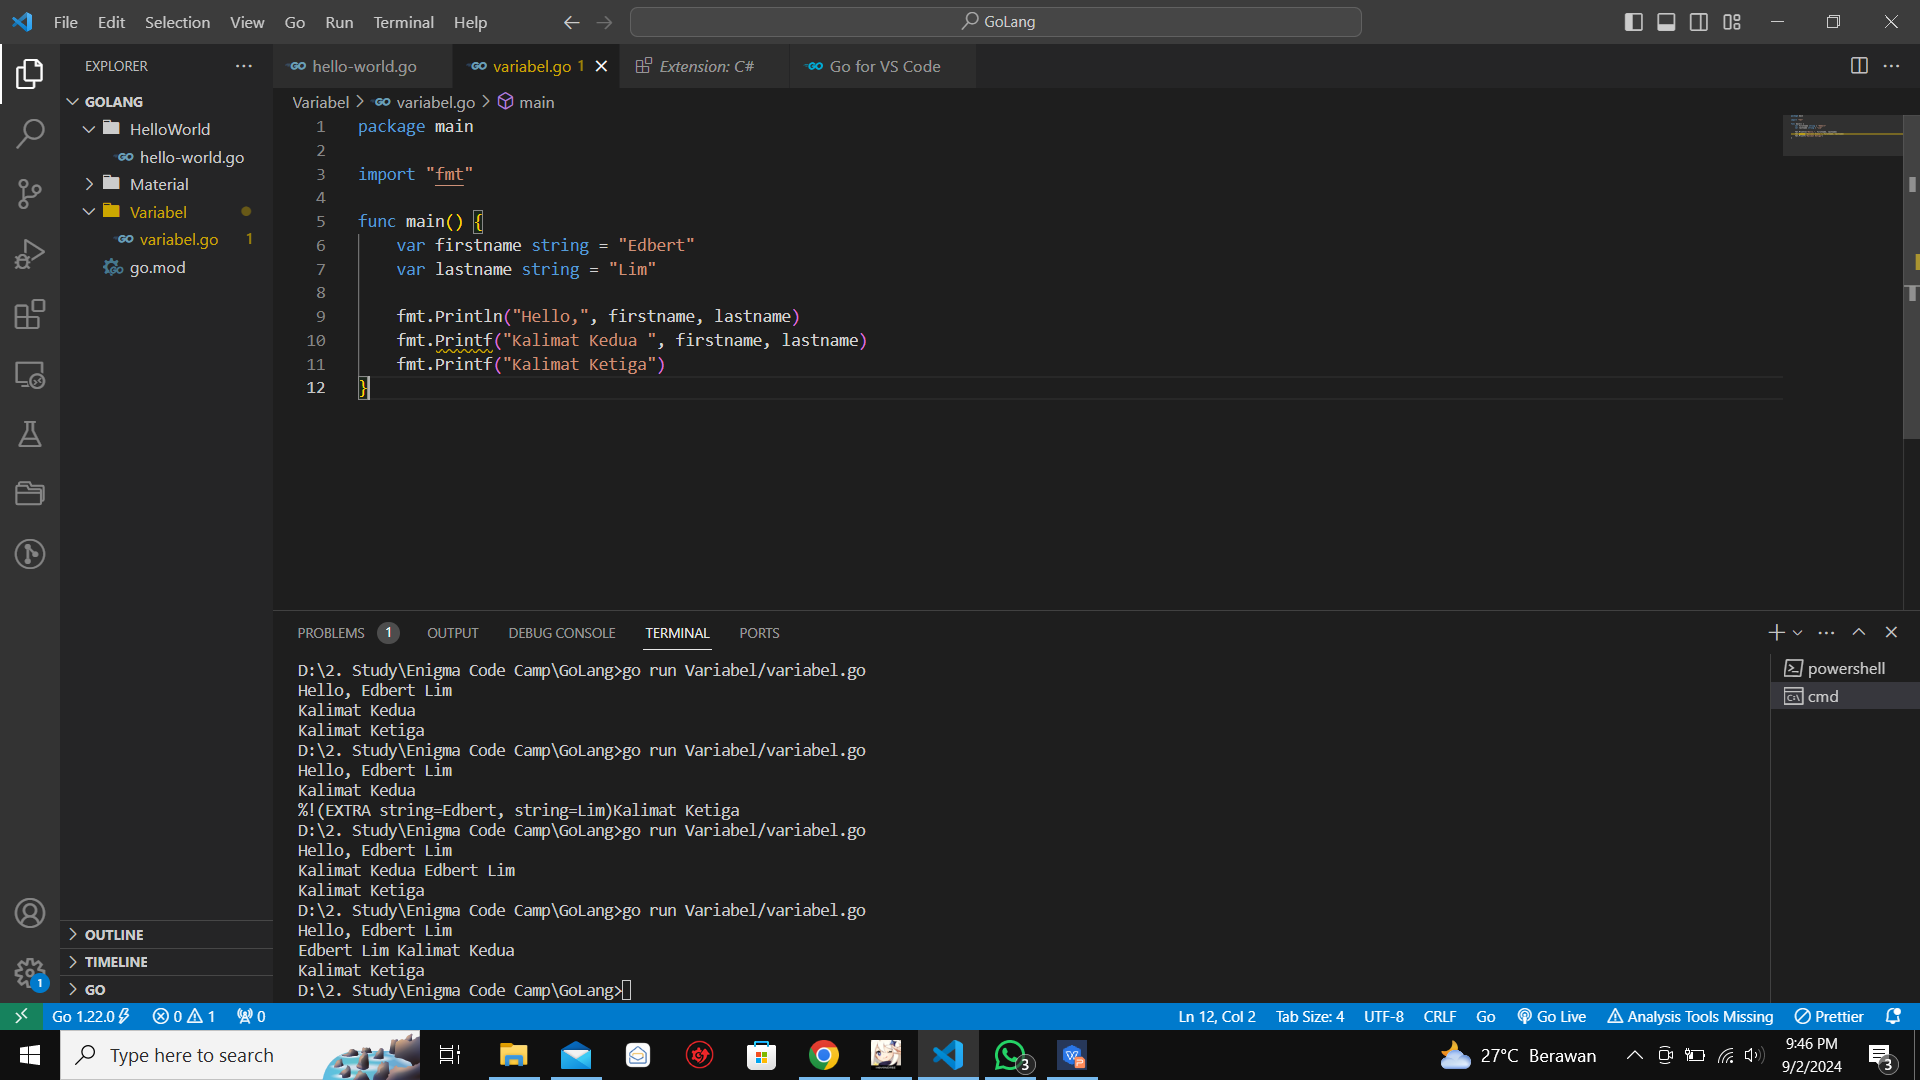 File Edit Selection View Go Run Terminal Help
GoLang
EXPLORER
GOLANG
HelloWorld
GO hello-world.go
Material
Variabel
GO variabel.go 1
go.mod
OUTLINE
TIMELINE
GO
GO hello-world.go
GO variabel.go 1
Extension: C#
GO Go for VS Code
Variabel > GO variabel.go > main
1 package main
2
3 import "fmt"
4
5 func main() {
6 var firstname string = "Edbert"
7 var lastname string = "Lim"
8
9 fmt.Println("Hello,", firstname, lastname)
10 fmt.Printf("Kalimat Kedua ", firstname, lastname)
11 fmt.Printf("Kalimat Ketiga")
12 }
PROBLEMS 1 OUTPUT DEBUG CONSOLE TERMINAL PORTS
D:\2. Study\Enigma Code Camp\GoLang>go run Variabel/variabel.go
Hello, Edbert Lim
Kalimat Kedua
Kalimat Ketiga
D:\2. Study\Enigma Code Camp\GoLang>go run Variabel/variabel.go
Hello, Edbert Lim
Kalimat Kedua
%!(EXTRA string=Edbert, string=Lim)Kalimat Ketiga
D:\2. Study\Enigma Code Camp\GoLang>go run Variabel/variabel.go
Hello, Edbert Lim
Kalimat Kedua Edbert Lim
Kalimat Ketiga
D:\2. Study\Enigma Code Camp\GoLang>go run Variabel/variabel.go
Hello, Edbert Lim
Edbert Lim Kalimat Kedua
Kalimat Ketiga
D:\2. Study\Enigma Code Camp\GoLang>
powershell
cmd
1
Go 1.22.0 0 1 0
Ln 12, Col 2 Tab Size: 4 UTF-8 CRLF Go Go Live Analysis Tools Missing Prettier
Type here to search
3
27°C Berawan
9:46 PM
9/2/2024
3